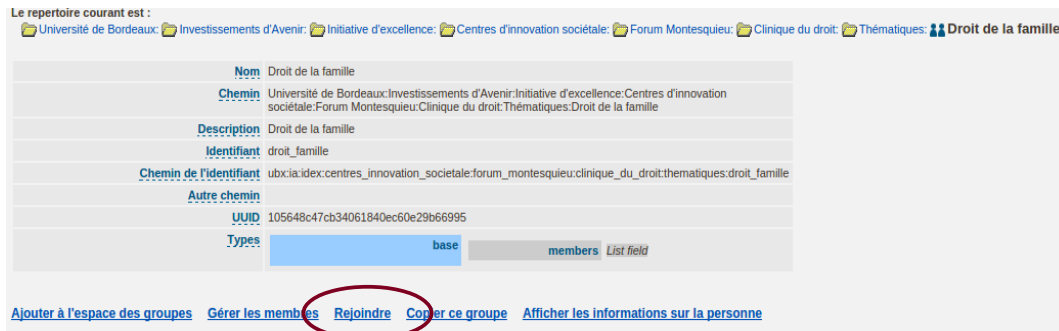 Le repertoire courant est :
Université de Bordeaux: Investissements d'Avenir: Initiative d'excellence: Centres d'innovation sociétale: Forum Montesquieu: Clinique du droit: Thématiques: Droit de la famille
Nom Droit de la famille
Chemin Université de Bordeaux:Investissements d'Avenir:Initiative d'excellence:Centres d'innovation
sociétale:Forum Montesquieu:Clinique du droit:Thématiques:Droit de la famille
Description Droit de la famille
Identifiant droit_famille
Chemin de l'identifiant ubx:ia:idex:centres_innovation_societale:forum_montesquieu:clinique_du_droit:thematiques:droit_famille
Autre chemin
UUID 105648c47cb34061840ec60e29b66995
Types base members List field
Ajouter à l'espace des groupes Gérer les membres Rejoindre Copier ce groupe Afficher les informations sur la personne